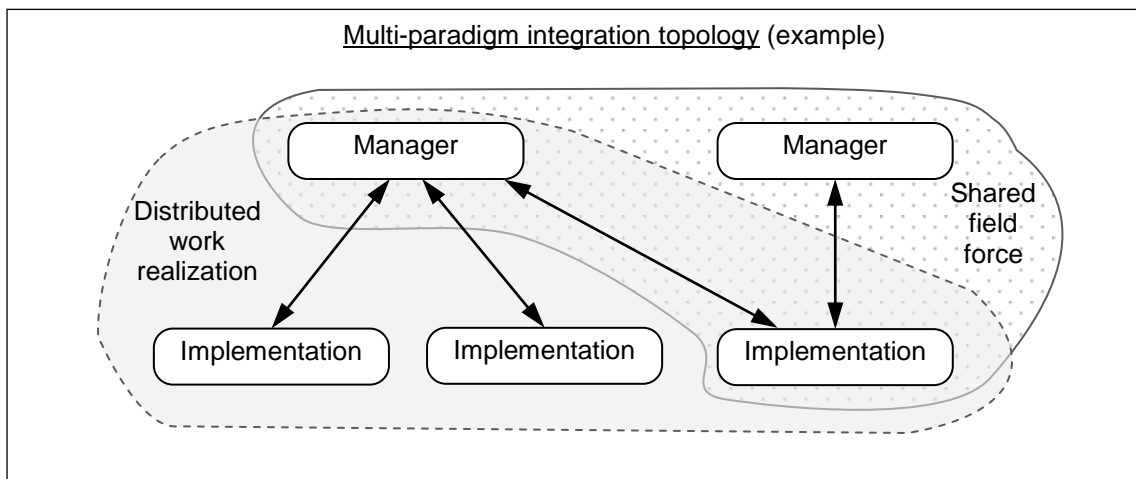 Multi-paradigm integration topology (example)
Manager
Manager
Distributed
work
realization
Shared
field
force
Implementation
Implementation
Implementation